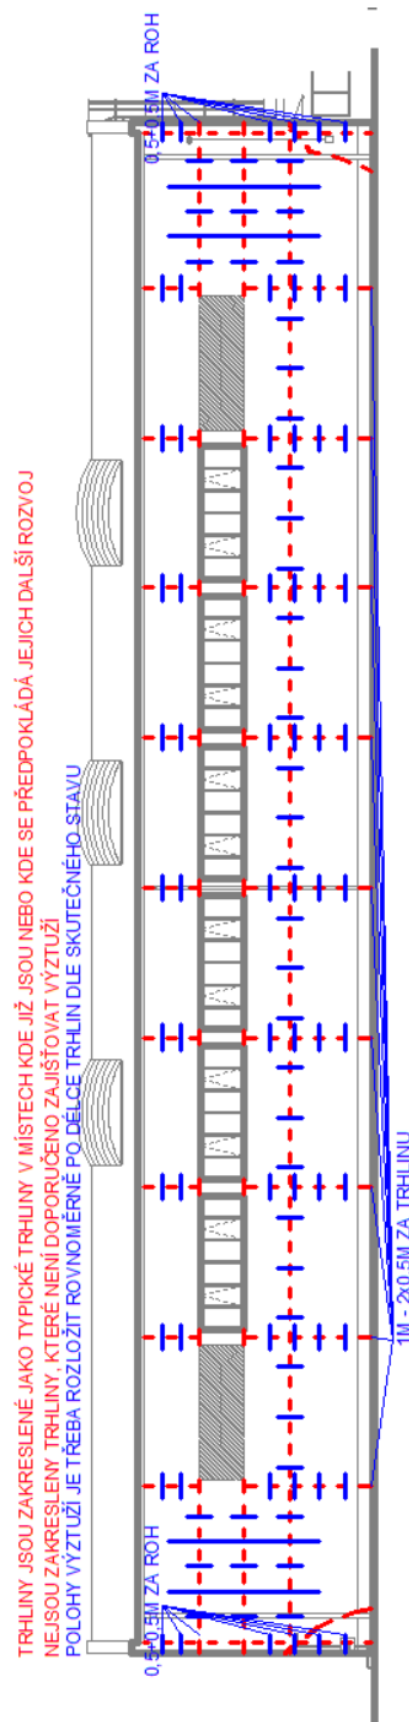 TRHLINY JSOU ZAKRESLENÉ JAKO TYPICKÉ TRHLINY V MÍSTECH KDE JIŽ JSOU NEBO KDE SE PŘEDPOKLÁDÁ JEJICH DALŠÍ ROZVOJ
NEJSOU ZAKRESLENY TRHLINY, KTERÉ NENÍ DOPORUČENO ZAJIŠŤOVAT VÝZTUŽÍ
POLOHY VÝZTUŽÍ JE TŘEBA ROZLOŽIT ROVNOMĚRNĚ PO DÉLCE TRHLIN DLE SKUTEČNÉHO STAVU
0,5+0,5M ZA ROH
0,5+0,5M ZA ROH
1M - 2x0.5M ZA TRHLINU